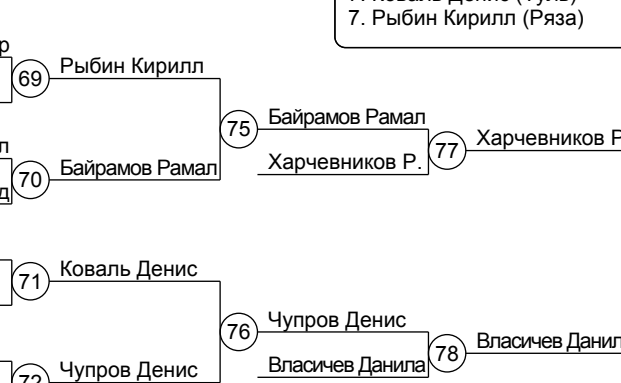 7. Рыбин Кирилл (Ряза)
69 Рыбин Кирилл
75 Байрамов Рамал
77 Харчевников Р
Харчевников Р.
70 Байрамов Рамал
71 Коваль Денис
76 Чупров Денис
78 Власичев Данил
Власичев Данила
72 Чупров Денис